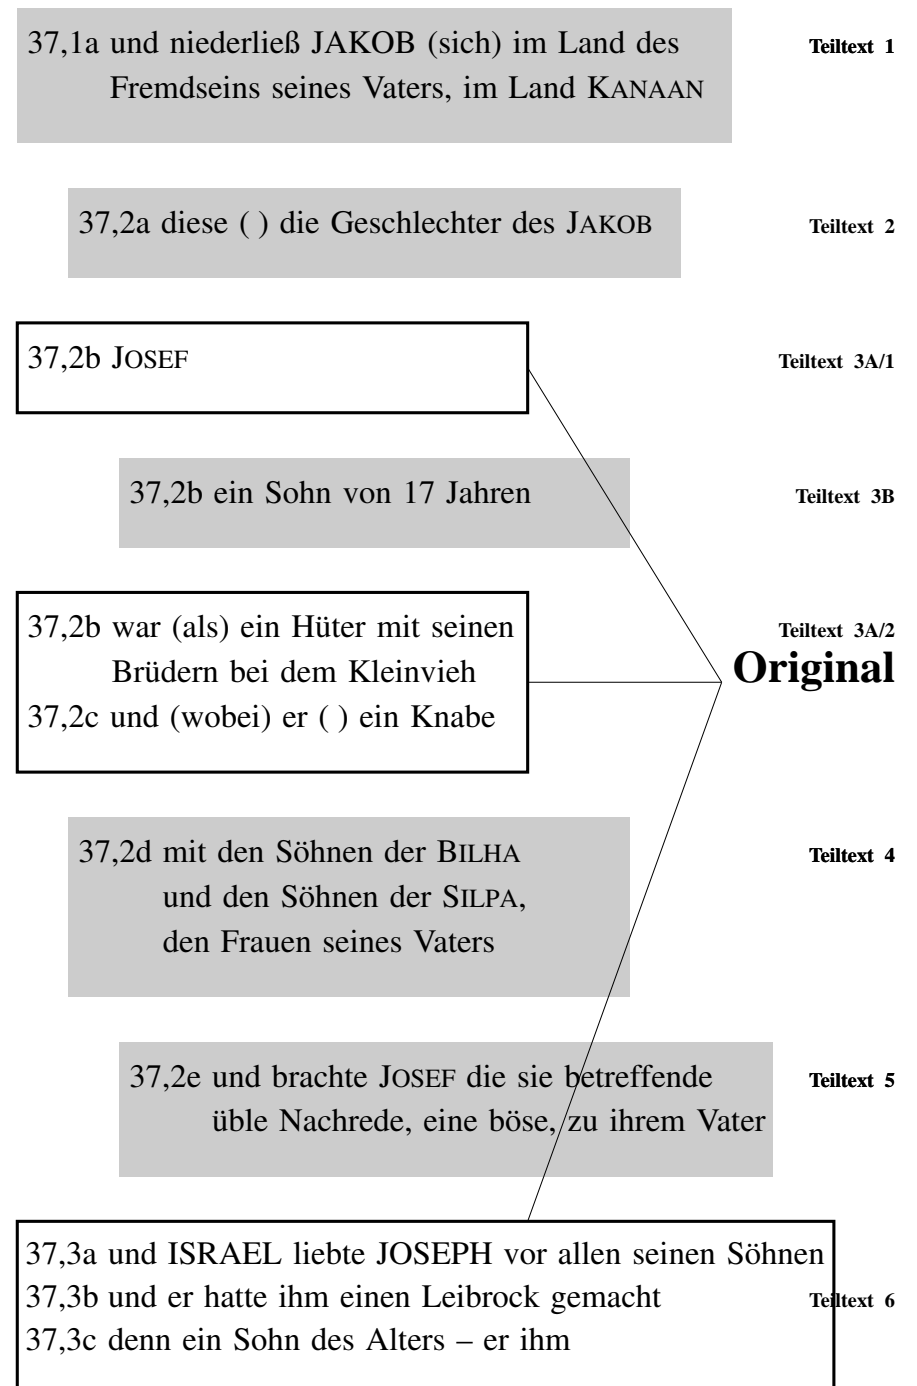 37,1a und niederließ JAKOB (sich) im Land des
Teiltext 1
Fremdseins seines Vaters, im Land KANAAN
37,2a diese ( ) die Geschlechter des JAKOB
Teiltext 2
37,2b JOSEF
Teiltext 3A/1
37,2b ein Sohn von 17 Jahren
Teiltext 3B
37,2b war (als) ein Hüter mit seinen
Teiltext 3A/2
Brüdern bei dem Kleinvieh
Original
37,2c und (wobei) er ( ) ein Knabe
37,2d mit den Söhnen der BILHA
Teiltext 4
und den Söhnen der SILPA,
den Frauen seines Vaters
37,2e und brachte JOSEF die sie betreffende
Teiltext 5
üble Nachrede, eine böse, zu ihrem Vater
37,3a und ISRAEL liebte JOSEPH vor allen seinen Söhnen
37,3b und er hatte ihm einen Leibrock gemacht
Teiltext 6
37,3c denn ein Sohn des Alters – er ihm